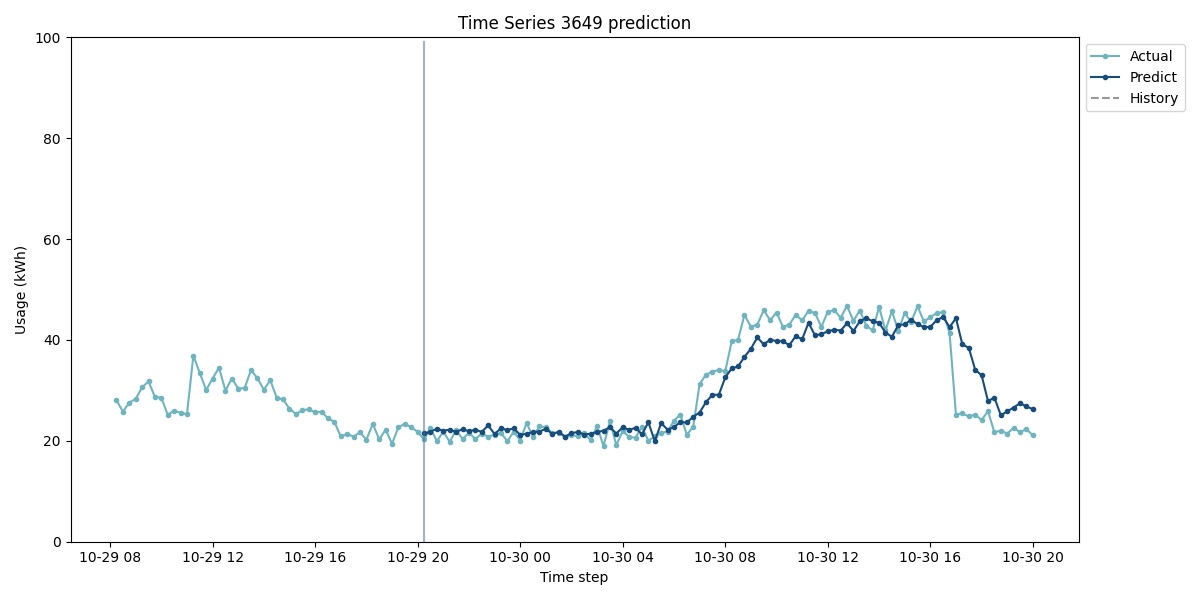 Time Series 3649 prediction
100
80
60
40
20
0
Usage (kWh)
10-29 08
10-29 12
10-29 16
10-29 20
10-30 00
10-30 04
10-30 08
10-30 12
10-30 16
10-30 20
Time step
Actual
Predict
History